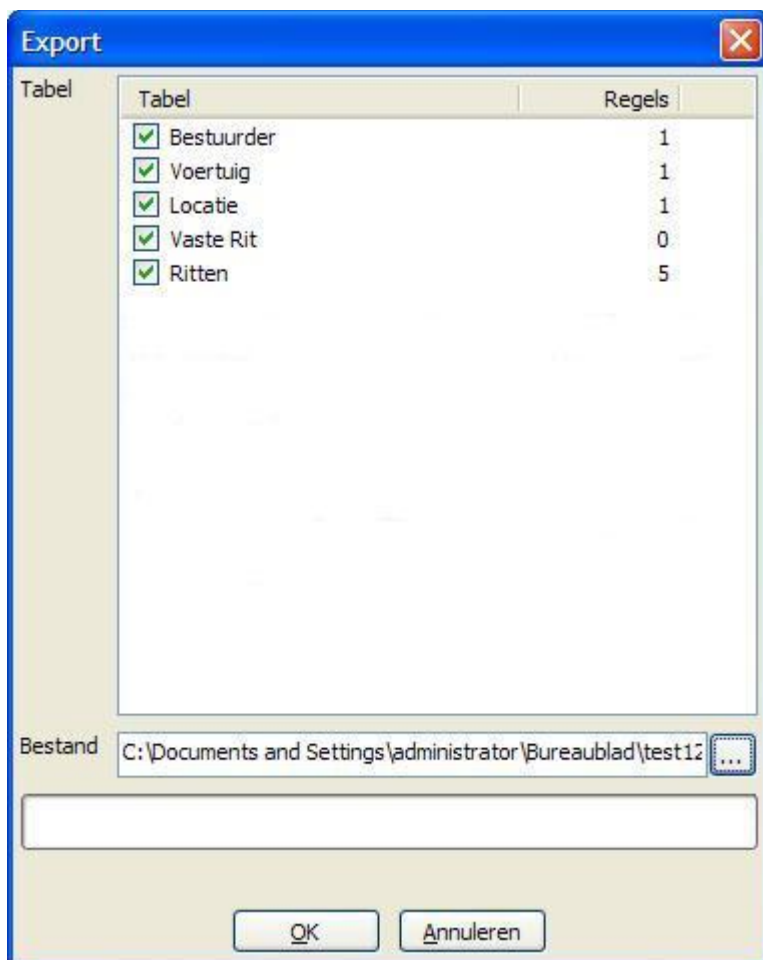 Export
Tabel
Tabel Regels
Bestuurder 1
Voertuig 1
Locatie 1
Vaste Rit 0
Ritten 5
Bestand C:\Documents and Settings\administrator\Bureaublad\test12 ...
OK Annuleren